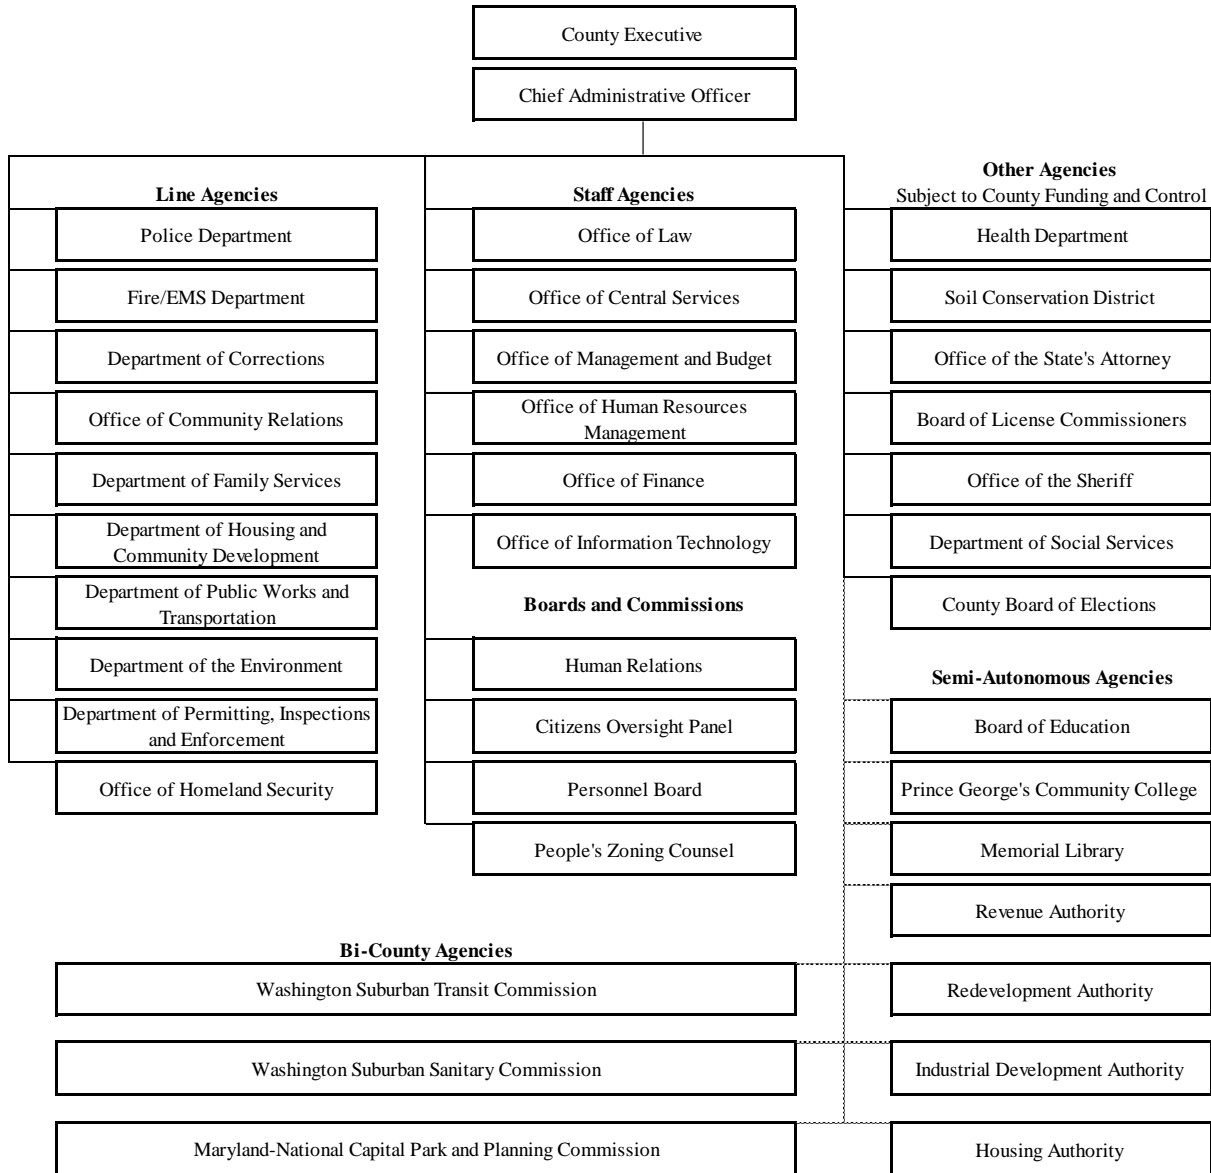 County Executive
Chief Administrative Officer
Line Agencies
Police Department
Fire/EMS Department
Department of Corrections
Office of Community Relations
Department of Family Services
Department of Housing and
Community Development
Department of Public Works and
Transportation
Department of the Environment
Department of Permitting, Inspections
and Enforcement
Office of Homeland Security
Staff Agencies
Office of Law
Office of Central Services
Office of Management and Budget
Office of Human Resources
Management
Office of Finance
Office of Information Technology
Boards and Commissions
Human Relations
Citizens Oversight Panel
Personnel Board
People's Zoning Counsel
Other Agencies
Subject to County Funding and Control
Health Department
Soil Conservation District
Office of the State's Attorney
Board of License Commissioners
Office of the Sheriff
Department of Social Services
County Board of Elections
Semi-Autonomous Agencies
Board of Education
Prince George's Community College
Memorial Library
Revenue Authority
Redevelopment Authority
Industrial Development Authority
Housing Authority
Bi-County Agencies
Washington Suburban Transit Commission
Washington Suburban Sanitary Commission
Maryland-National Capital Park and Planning Commission